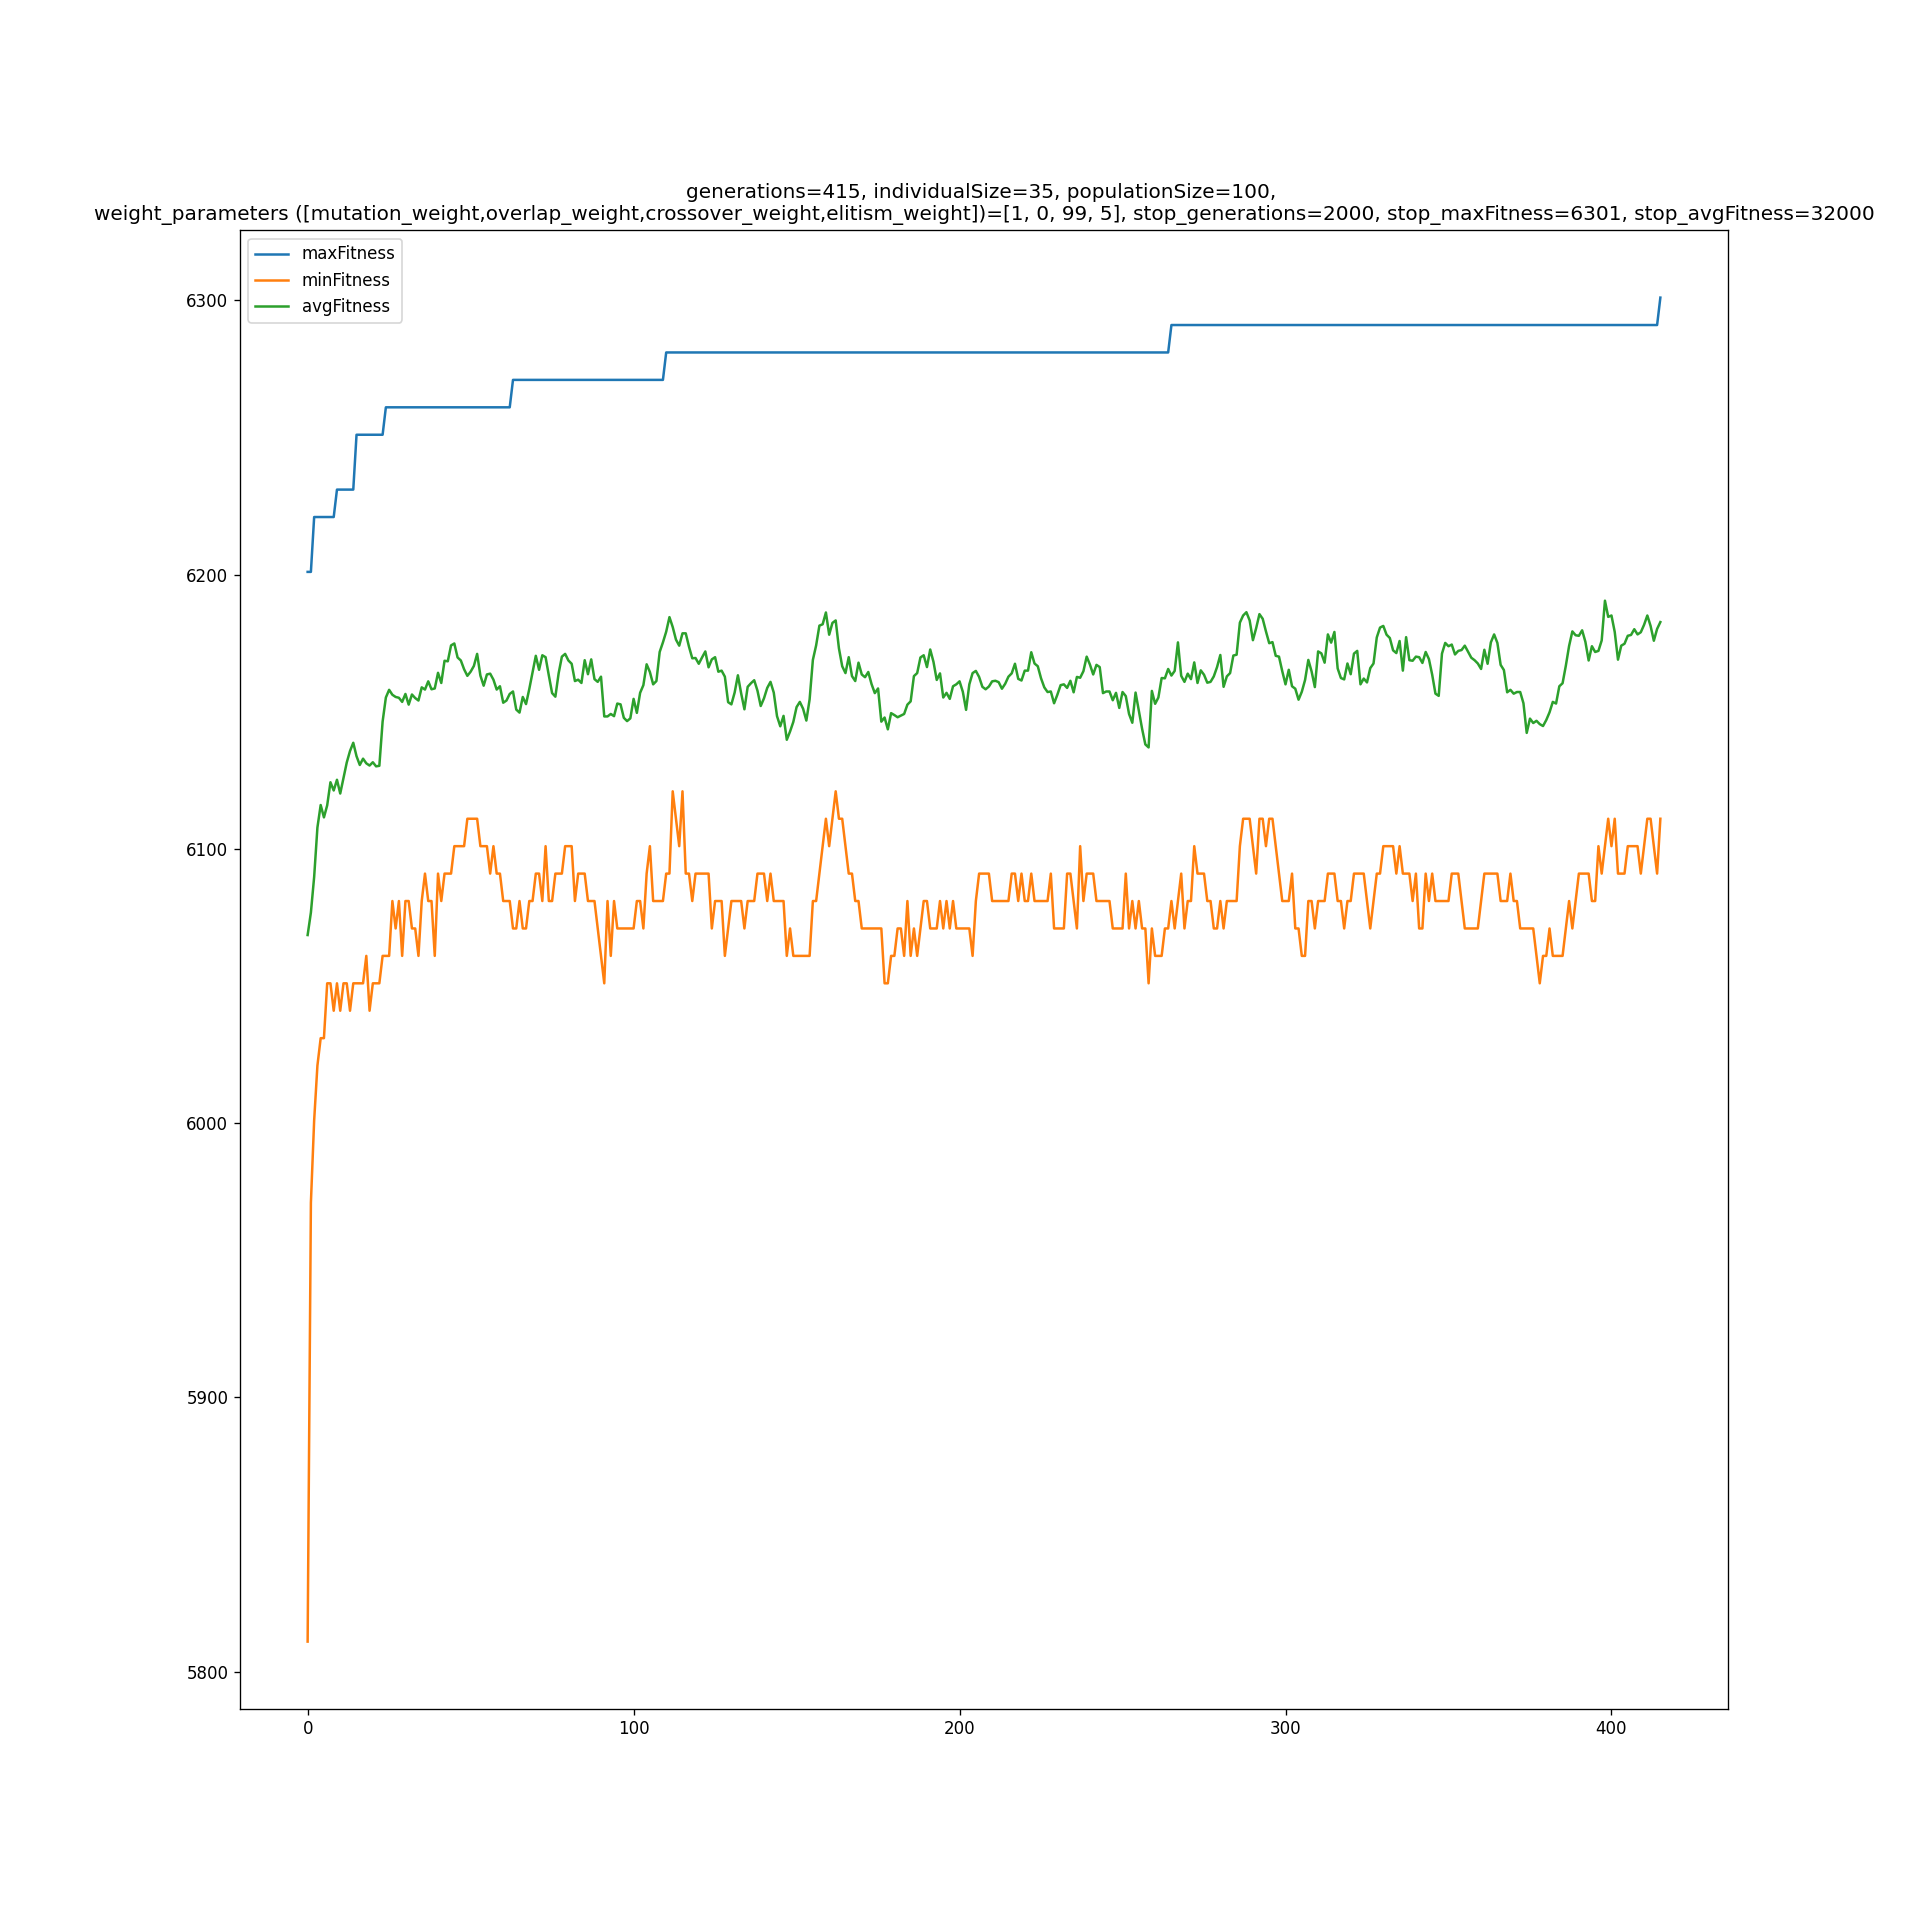 generations=415, individualSize=35, populationSize=100,
weight_parameters ([mutation_weight,overlap_weight,crossover_weight,elitism_weight])=[1, 0, 99, 5], stop_generations=2000, stop_maxFitness=6301, stop_avgFitness=32000
maxFitness
minFitness
avgFitness
6300
6200
6100
6000
5900
5800
0 100 200 300 400